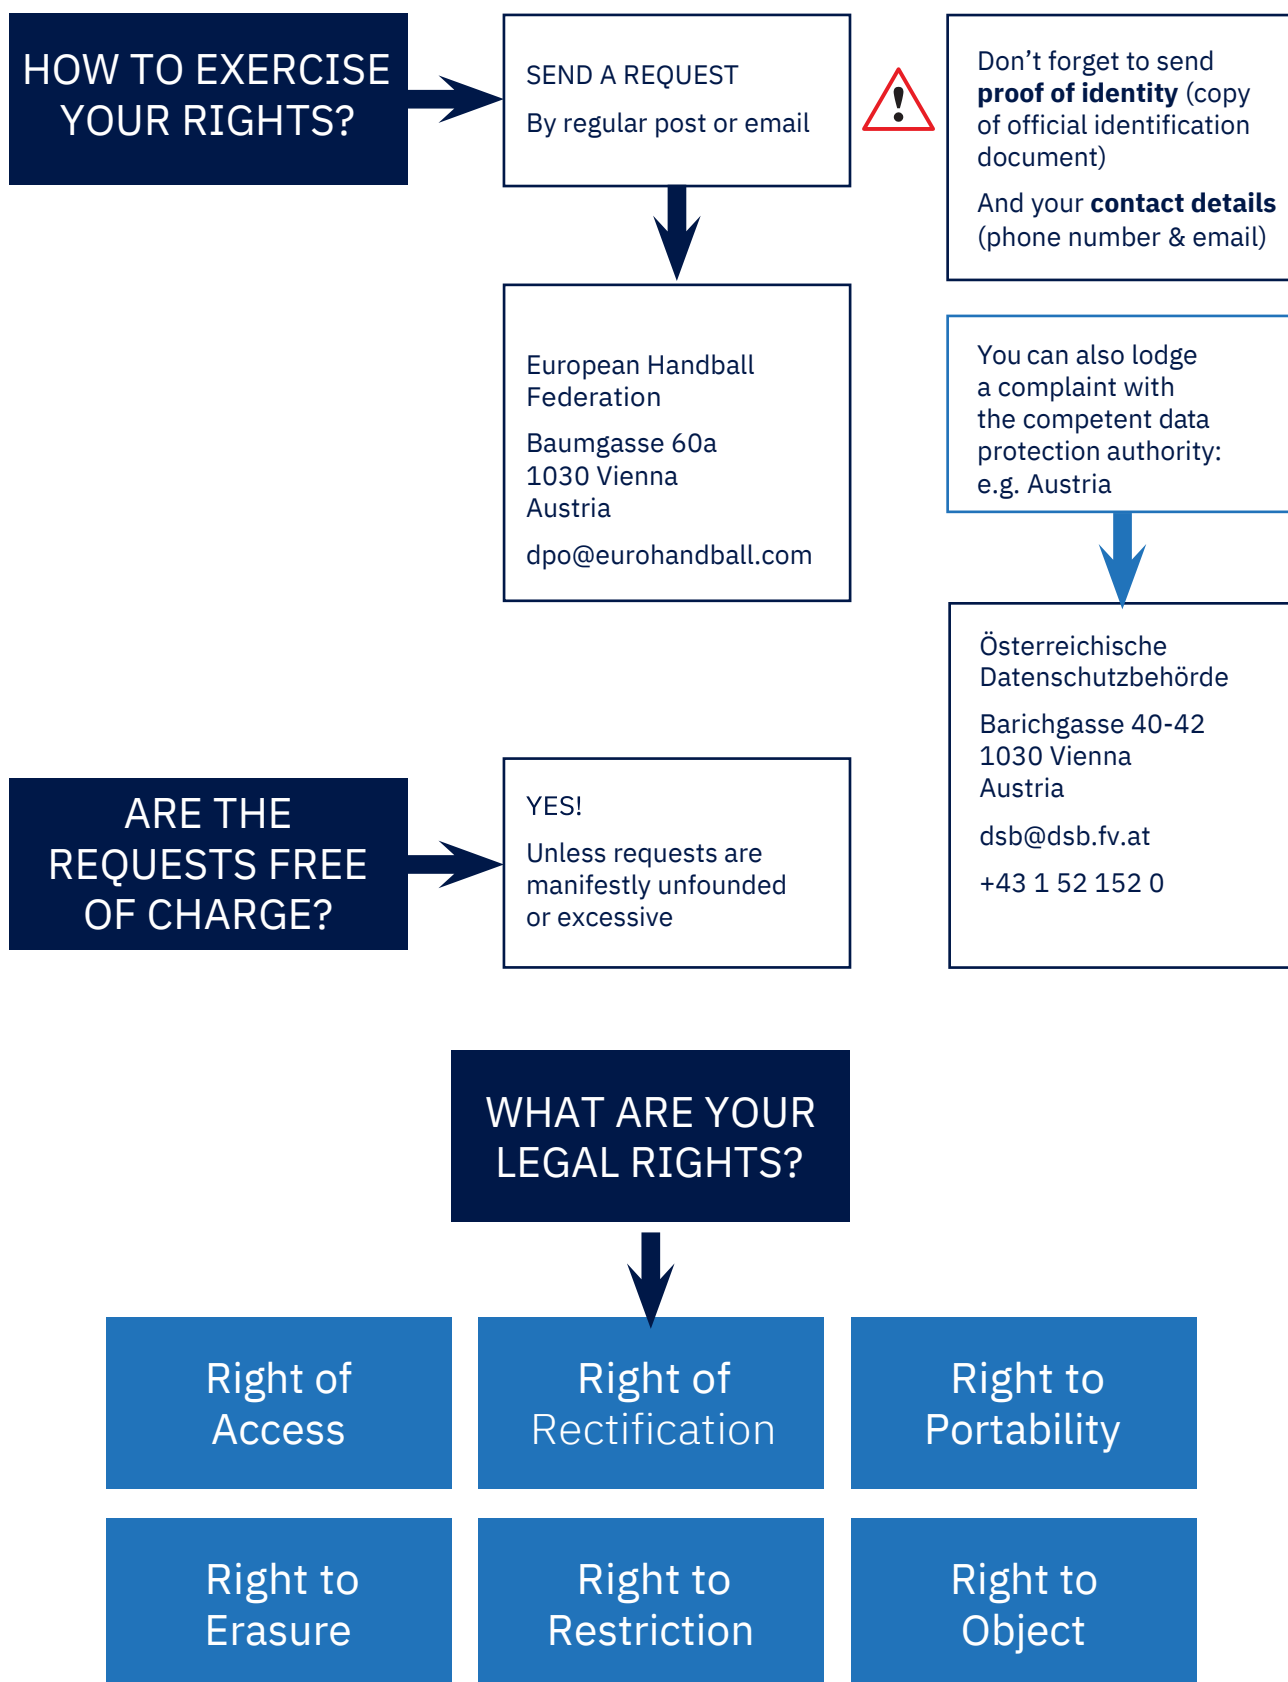 HOW TO EXERCISE
YOUR RIGHTS?
SEND A REQUEST
By regular post or email
Don’t forget to send
proof of identity (copy
of official identification
document)
And your contact details
(phone number & email)
European Handball
Federation
Baumgasse 60a
1030 Vienna
Austria
dpo@eurohandball.com
You can also lodge
a complaint with
the competent data
protection authority:
e.g. Austria
Österreichische
Datenschutzbehörde
Barichgasse 40-42
1030 Vienna
Austria
dsb@dsb.fv.at
+43 1 52 152 0
ARE THE
REQUESTS FREE
OF CHARGE?
YES!
Unless requests are
manifestly unfounded
or excessive
WHAT ARE YOUR
LEGAL RIGHTS?
Right of
Access
Right of
Rectification
Right to
Portability
Right to
Erasure
Right to
Restriction
Right to
Object